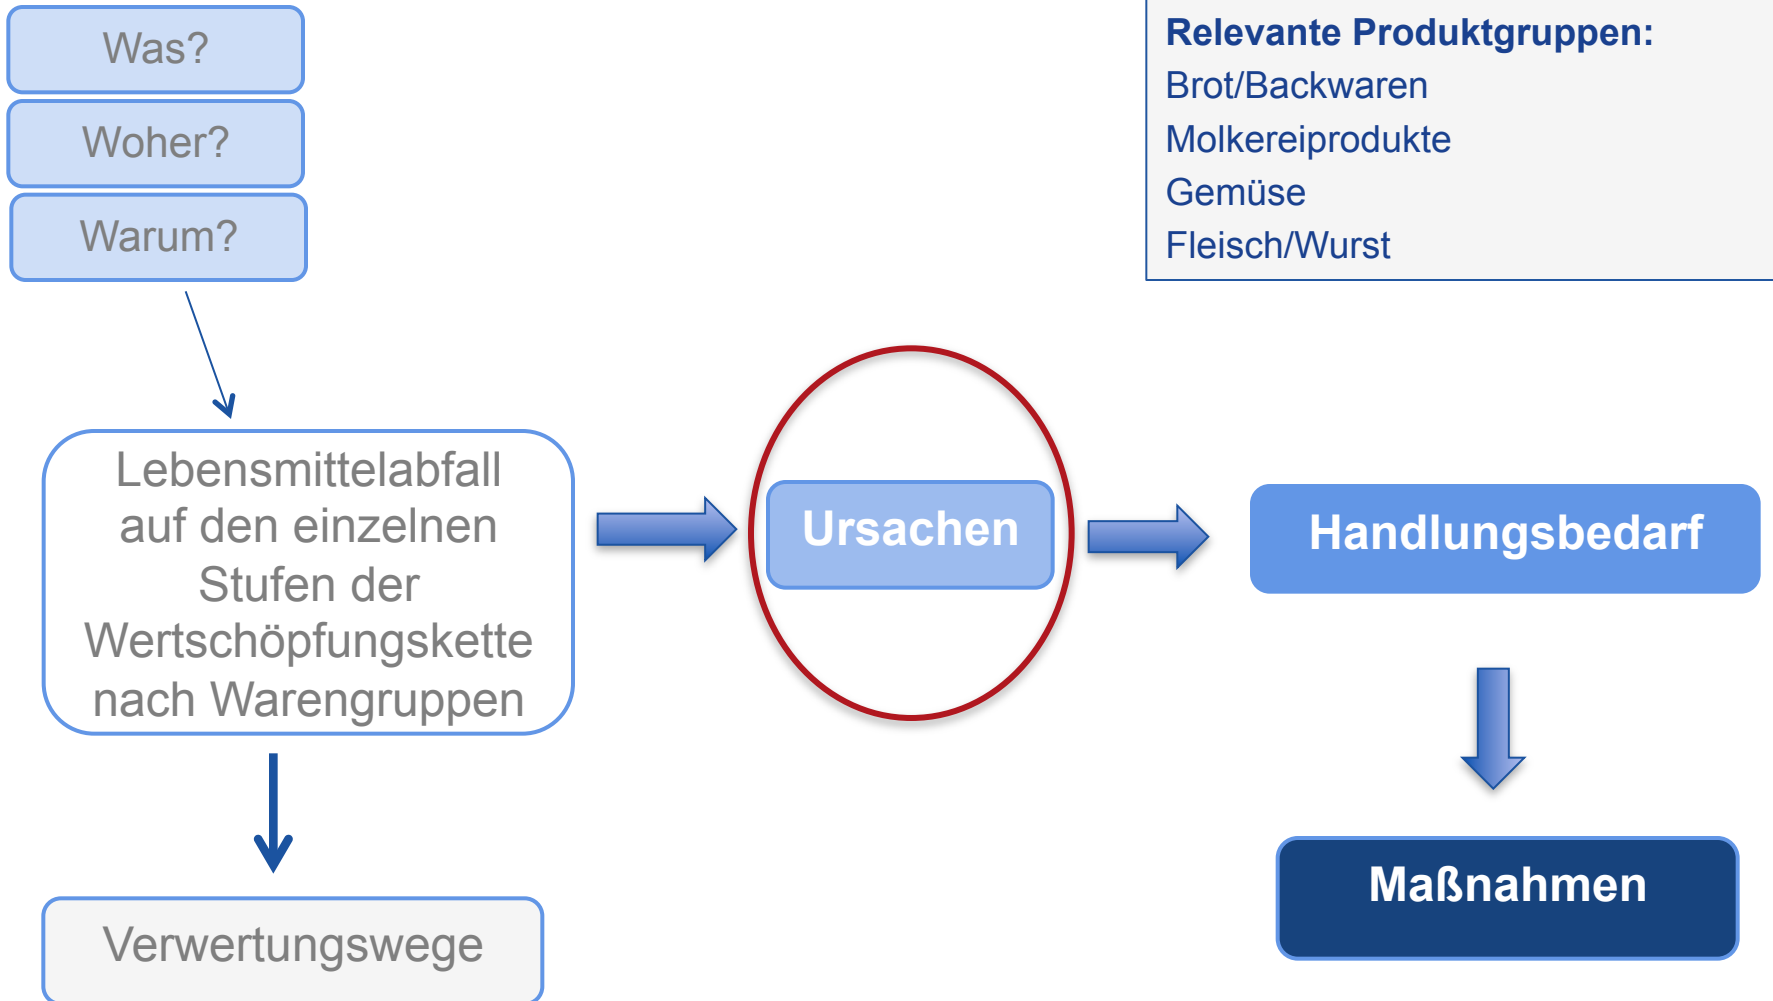 Was?
Woher?
Warum?
Relevante Produktgruppen:
Brot/Backwaren
Molkereiprodukte
Gemüse
Fleisch/Wurst
Lebensmittelabfall
auf den einzelnen
Stufen der
Wertschöpfungskette
nach Warengruppen
Ursachen
Handlungsbedarf
Maßnahmen
Verwertungswege